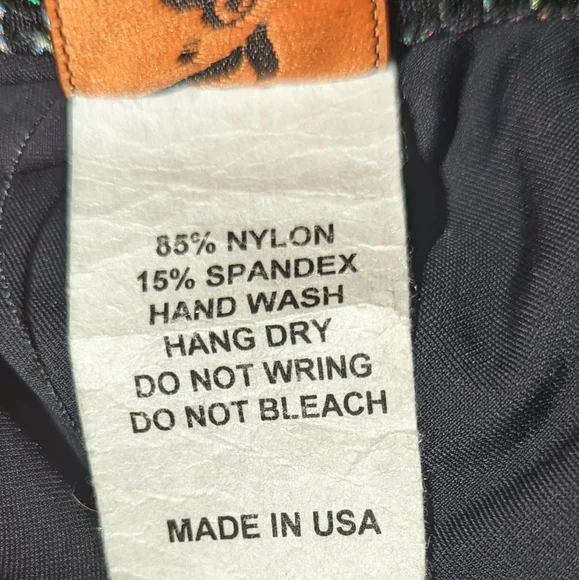 85% NYLON
15% SPANDEX
HAND WASH
HANG DRY
DO NOT WRING
DO NOT BLEACH
MADE IN USA